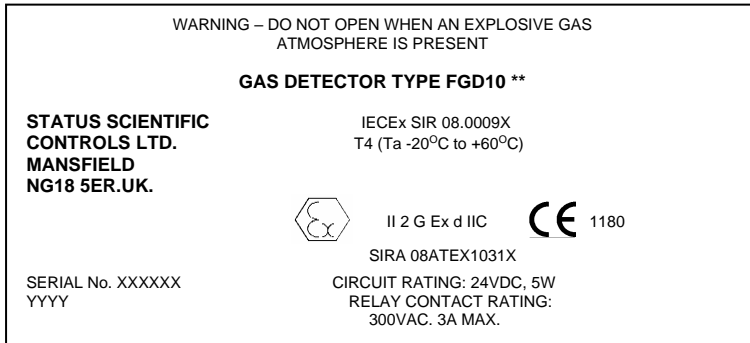 WARNING – DO NOT OPEN WHEN AN EXPLOSIVE GAS
ATMOSPHERE IS PRESENT
GAS DETECTOR TYPE FGD10 **
STATUS SCIENTIFIC
CONTROLS LTD.
MANSFIELD
NG18 5ER.UK.
IECEx SIR 08.0009X
T4 (Ta -20ᴼC to +60ᴼC)
Ex II 2 G Ex d IIC CE 1180
SIRA 08ATEX1031X
SERIAL No. XXXXXX
YYYY
CIRCUIT RATING: 24VDC, 5W
RELAY CONTACT RATING:
300VAC. 3A MAX.